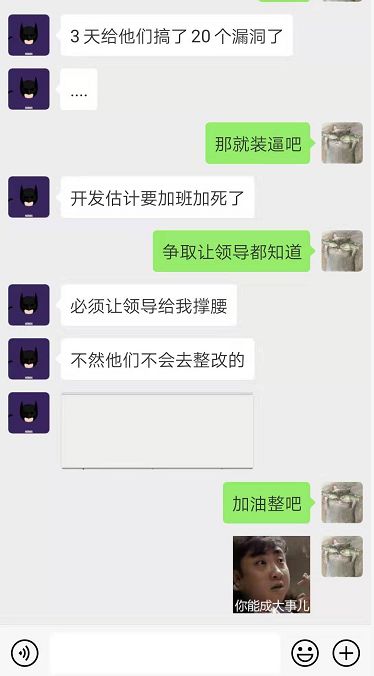 3 天给他们搞了 20 个漏洞了
....
那就装逼吧
开发估计要加班加死了
争取让领导都知道
必须让领导给我撑腰
不然他们不会去整改的
加油整吧
你能成大事儿